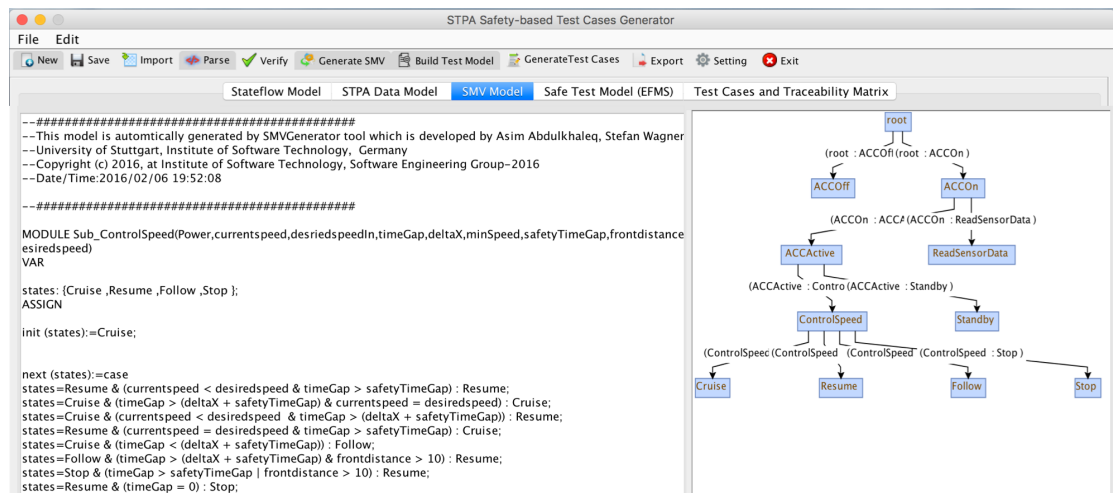 STPA Safety-based Test Cases Generator
File Edit
New Save Import Parse Verify Generate SMV Build Test Model GenerateTest Cases Export Setting Exit
Stateflow Model STPA Data Model SMV Model Safe Test Model (EFMS) Test Cases and Traceability Matrix
--#############################################
--This model is automtically generated by SMVGenerator tool which is developed by Asim Abdulkhaleq, Stefan Wagner
--University of Stuttgart, Institute of Software Technology, Germany
--Copyright (c) 2016, at Institute of Software Technology, Software Engineering Group-2016
--Date/Time:2016/02/06 19:52:08
--#############################################
MODULE Sub_ControlSpeed(Power,currentspeed,desriedspeedIn,timeGap,deltaX,minSpeed,safetyTimeGap,frontdistance
esiredspeed)
VAR
states: {Cruise ,Resume ,Follow ,Stop };
ASSIGN
init (states):=Cruise;
next (states):=case
states=Resume & (currentspeed < desiredspeed & timeGap > safetyTimeGap) : Resume;
states=Cruise & (timeGap > (deltaX + safetyTimeGap) & currentspeed = desiredspeed) : Cruise;
states=Cruise & (currentspeed < desiredspeed & timeGap > (deltaX + safetyTimeGap)) : Resume;
states=Resume & (currentspeed = desiredspeed & timeGap > safetyTimeGap) : Cruise;
states=Cruise & (timeGap < (deltaX + safetyTimeGap)) : Follow;
states=Follow & (timeGap > (deltaX + safetyTimeGap) & frontdistance > 10) : Resume;
states=Stop & (timeGap > safetyTimeGap | frontdistance > 10) : Resume;
states=Resume & (timeGap = 0) : Stop;
root
(root : ACCOff (root : ACCOn )
ACCOff ACCOn
(ACCOn : ACCA (ACCOn : ReadSensorData )
ACCActive ReadSensorData
(ACCActive : Contro (ACCActive : Standby )
ControlSpeed Standby
(ControlSpeed (ControlSpeed (ControlSpeed (ControlSpeed : Stop )
Cruise Resume Follow Stop